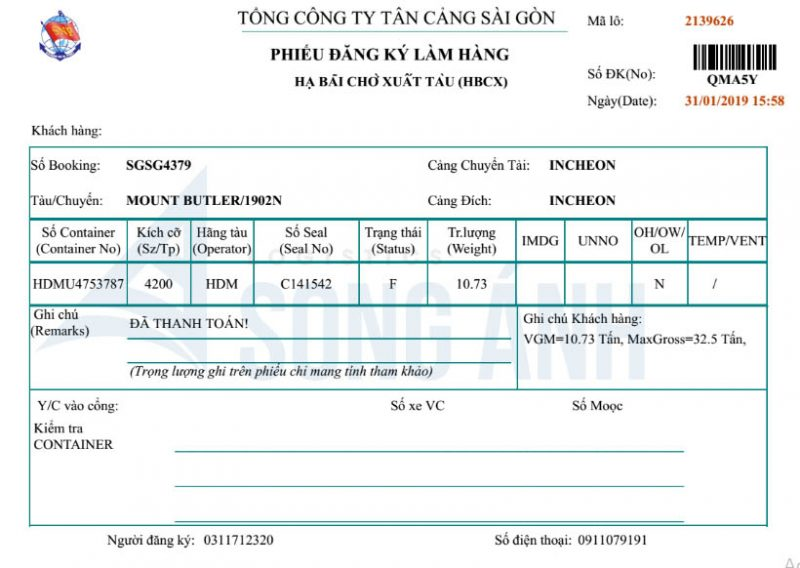 TỔNG CÔNG TY TÂN CẢNG SÀI GÒN
Mã lô: 2139626
PHIẾU ĐĂNG KÝ LÀM HÀNG
HẠ BÃI CHỜ XUẤT TÀU (HBCX)
Số ĐK(No): QMA5Y
Ngày(Date): 31/01/2019 15:58
Khách hàng:
Số Booking: SGSG4379 Cảng Chuyển Tải: INCHEON
Tàu/Chuyến: MOUNT BUTLER/1902N Cảng Đích: INCHEON
Số Container (Container No) Kích cỡ (Sz/Tp) Hãng tàu (Operator) Số Seal (Seal No) Trạng thái (Status) Tr.lượng (Weight) IMDG UNNO OH/OW/OL TEMP/VENT
HDMU4753787 4200 HDM C141542 F 10.73 N /
Ghi chú (Remarks) ĐÃ THANH TOÁN!
(Trọng lượng ghi trên phiếu chỉ mang tính tham khảo)
Ghi chú Khách hàng:
VGM=10.73 Tấn, MaxGross=32.5 Tấn,
LOGISTICS
SONG ÁNH
Y/C vào cổng: Số xe VC Số Moọc
Kiểm tra
CONTAINER
Người đăng ký: 0311712320 Số điện thoại: 0911079191